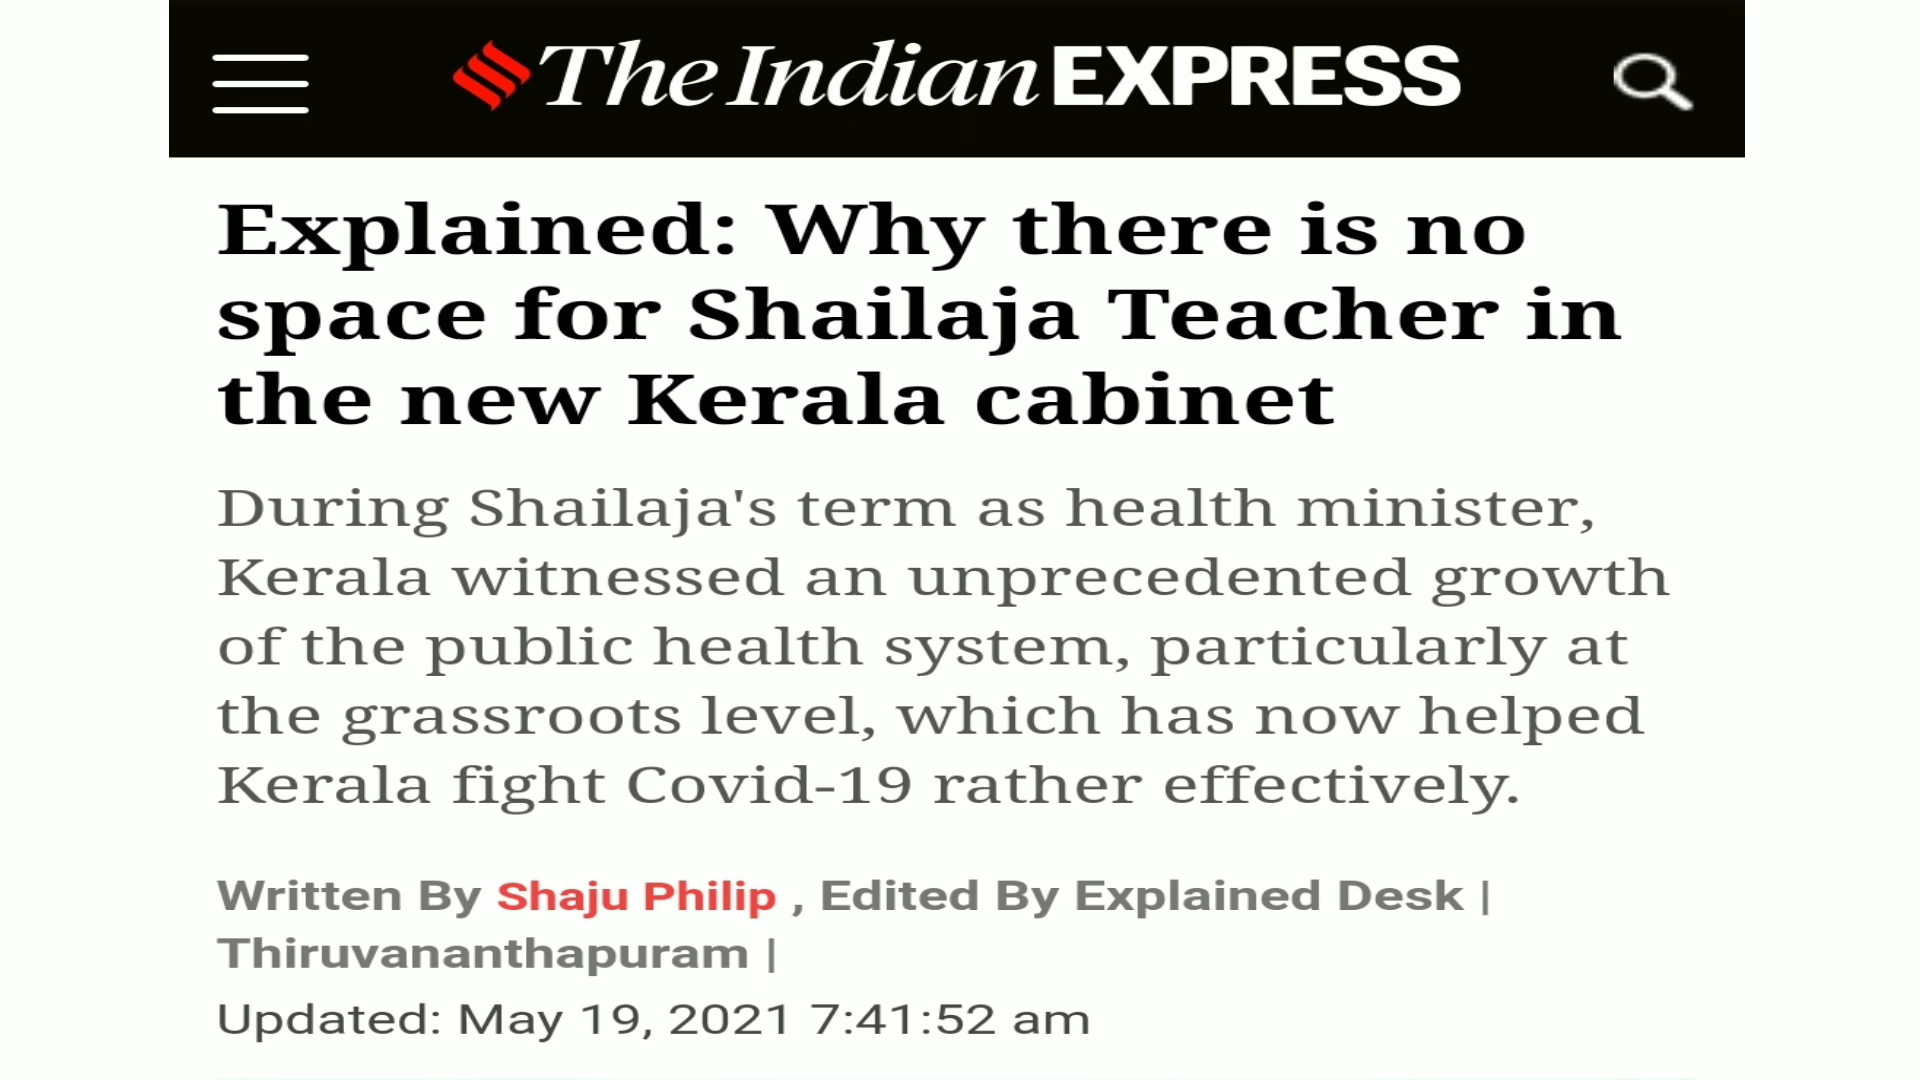 The Indian EXPRESS
Explained: Why there is no
space for Shailaja Teacher in
the new Kerala cabinet
During Shailaja's term as health minister,
Kerala witnessed an unprecedented growth
of the public health system, particularly at
the grassroots level, which has now helped
Kerala fight Covid-19 rather effectively.
Written By Shaju Philip , Edited By Explained Desk |
Thiruvananthapuram |
Updated: May 19, 2021 7:41:52 am